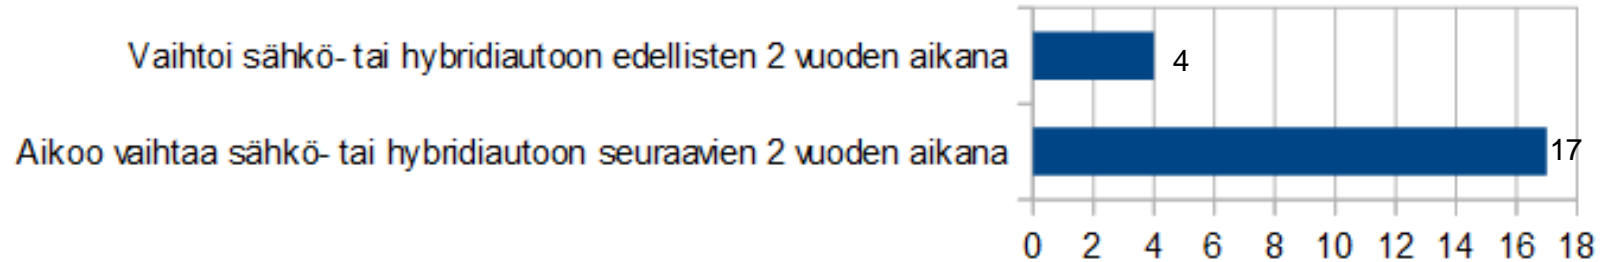 Vaihtoi sähkö- tai hybridiautoon edellisten 2 vuoden aikana 4
Aikoo vaihtaa sähkö- tai hybridiautoon seuraavien 2 vuoden aikana 17
0 2 4 6 8 10 12 14 16 18